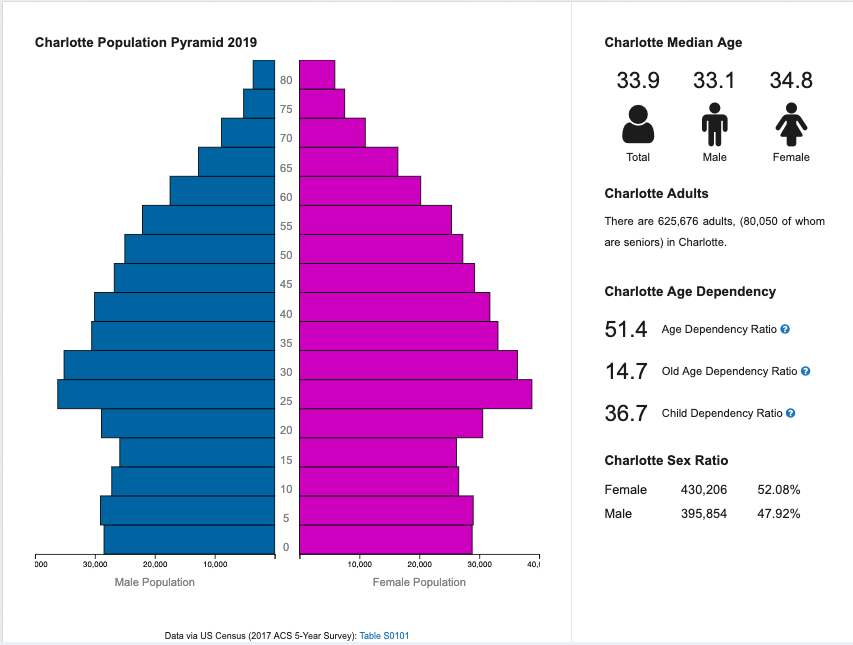 Charlotte Population Pyramid 2019
80
75
70
65
60
55
50
45
40
35
30
25
20
15
10
5
0
000 30,000 20,000 10,000 10,000 20,000 30,000 40,(
Male Population Female Population
Data via US Census (2017 ACS 5-Year Survey): Table S0101
Charlotte Median Age
33.9 33.1 34.8
Total Male Female
Charlotte Adults
There are 625,676 adults, (80,050 of whom
are seniors) in Charlotte.
Charlotte Age Dependency
51.4 Age Dependency Ratio ?
14.7 Old Age Dependency Ratio ?
36.7 Child Dependency Ratio ?
Charlotte Sex Ratio
Female 430,206 52.08%
Male 395,854 47.92%